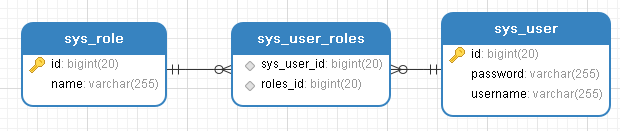 sys_role
id: bigint(20)
name: varchar(255)
sys_user_roles
sys_user_id: bigint(20)
roles_id: bigint(20)
sys_user
id: bigint(20)
password: varchar(255)
username: varchar(255)